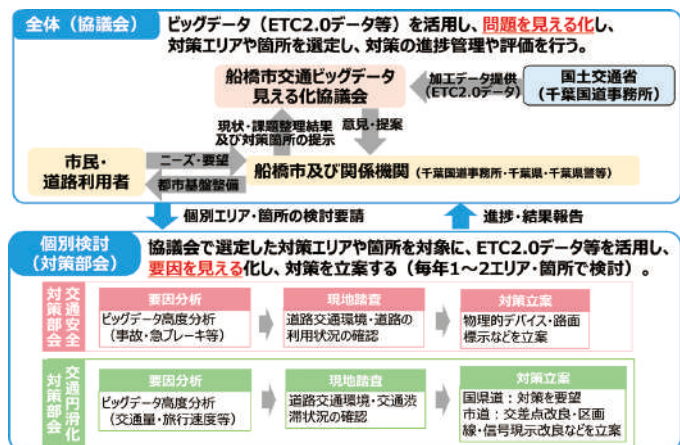 全体（協議会）
ビッグデータ（ETC2.0データ等）を活用し、問題を見える化し、
対策エリアや箇所を選定し、対策の進捗管理や評価を行う。
船橋市交通ビッグデータ
見える化協議会
加工データ提供
（ETC2.0データ）
国土交通省
（千葉国道事務所）
現状・課題整理結果
及び対策箇所の提示
意見・提案
市民・
道路利用者
ニーズ・要望
都市基盤整備
船橋市及び関係機関（千葉国道事務所・千葉県・千葉県警等）
個別エリア・箇所の検討要請
進捗・結果報告
個別検討
（対策部会）
協議会で選定した対策エリアや箇所を対象に、ETC2.0データ等を活用し、
要因を見える化し、対策を立案する（毎年1～2エリア・箇所で検討）。
交通安全
対策部会
要因分析
ビッグデータ高度分析
（事故・急ブレーキ等）
現地踏査
道路交通環境・道路の
利用状況の確認
対策立案
物理的デバイス・路面
標示などを立案
交通円滑化
対策部会
要因分析
ビッグデータ高度分析
（交通量・旅行速度等）
現地踏査
道路交通環境・交通渋
滞状況の確認
対策立案
国県道：対策を要望
市道：交差点改良・区画
線・信号現示改良などを立案